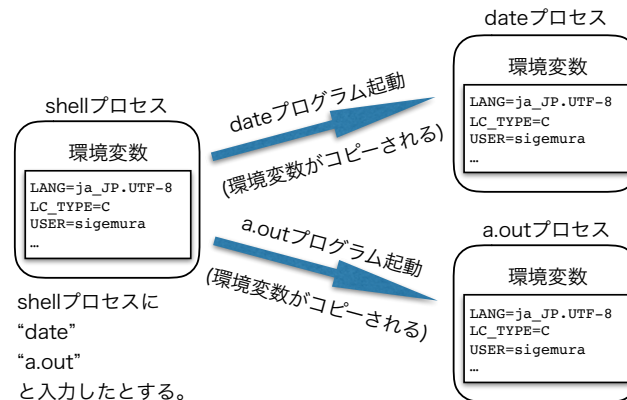 shellプロセス
環境変数
LANG=ja_JP.UTF-8
LC_TYPE=C
USER=sigemura
…
shellプロセスに
“date”
“a.out”
と入力したとする。
dateプログラム起動
(環境変数がコピーされる)
a.outプログラム起動
(環境変数がコピーされる)
dateプロセス
環境変数
LANG=ja_JP.UTF-8
LC_TYPE=C
USER=sigemura
…
a.outプロセス
環境変数
LANG=ja_JP.UTF-8
LC_TYPE=C
USER=sigemura
…